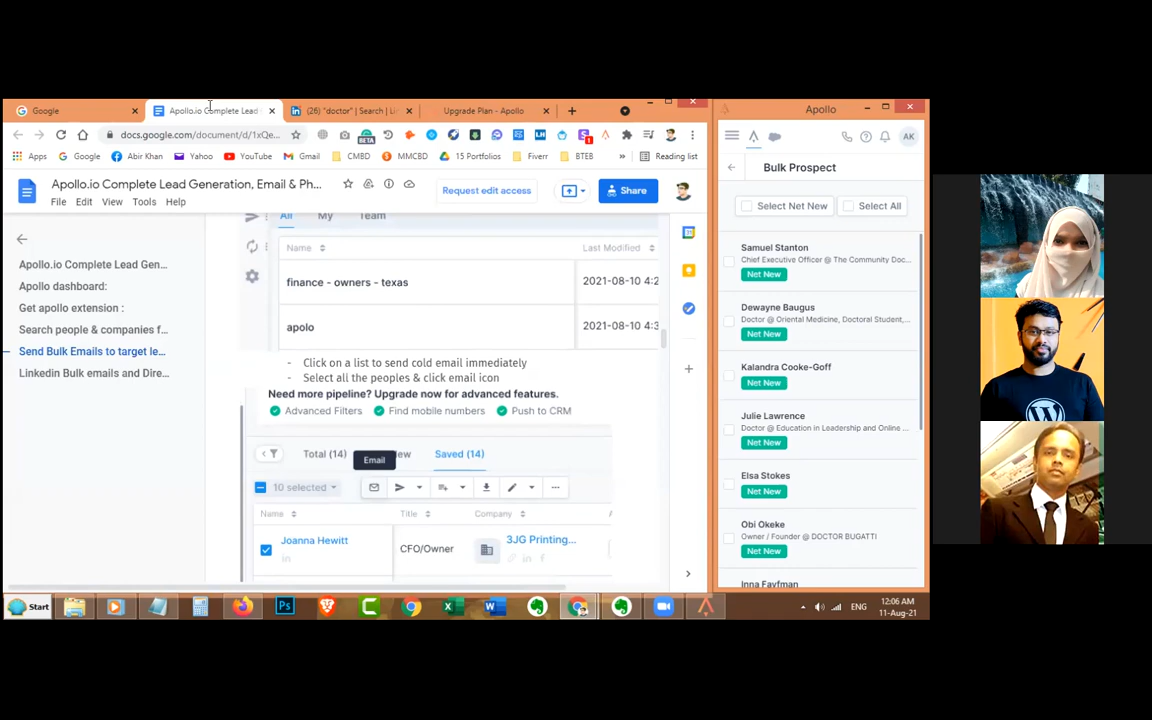 Google
Apollo.io Complete Lead
(26) "doctor" | Search | Li
Upgrade Plan - Apollo
Apollo
docs.google.com/document/d/1xQe...
BETA
Apps
Google
Abir Khan
Yahoo
YouTube
Gmail
CMBD
MMCBD
15 Portfolios
Fiverr
BTEB
Reading list
AK
Bulk Prospect
Apollo.io Complete Lead Generation, Email & Ph...
File Edit View Tools Help
Request edit access
Share
Select Net New
Select All
All My Team
Name
Last Modified
finance - owners - texas
2021-08-10 4:2
apolo
2021-08-10 4:3
- Click on a list to send cold email immediately
- Select all the peoples & click email icon
Need more pipeline? Upgrade now for advanced features.
Advanced Filters
Find mobile numbers
Push to CRM
Total (14)
Email
Saved (14)
10 selected
Name
Title
Company
Joanna Hewitt
CFO/Owner
3JG Printing...
in
in f
Apollo.io Complete Lead Gen...
Apollo dashboard:
Get apollo extension :
Search people & companies f...
Send Bulk Emails to target le...
Linkedin Bulk emails and Dire...
Samuel Stanton
Chief Executive Officer @ The Community Doc...
Net New
Dewayne Baugus
Doctor @ Oriental Medicine, Doctoral Student,...
Net New
Kalandra Cooke-Goff
Net New
Julie Lawrence
Doctor @ Education in Leadership and Online ...
Net New
Elsa Stokes
Net New
Obi Okeke
Owner / Founder @ DOCTOR BUGATTI
Net New
Start
Ps
ENG
12:06 AM
11-Aug-21